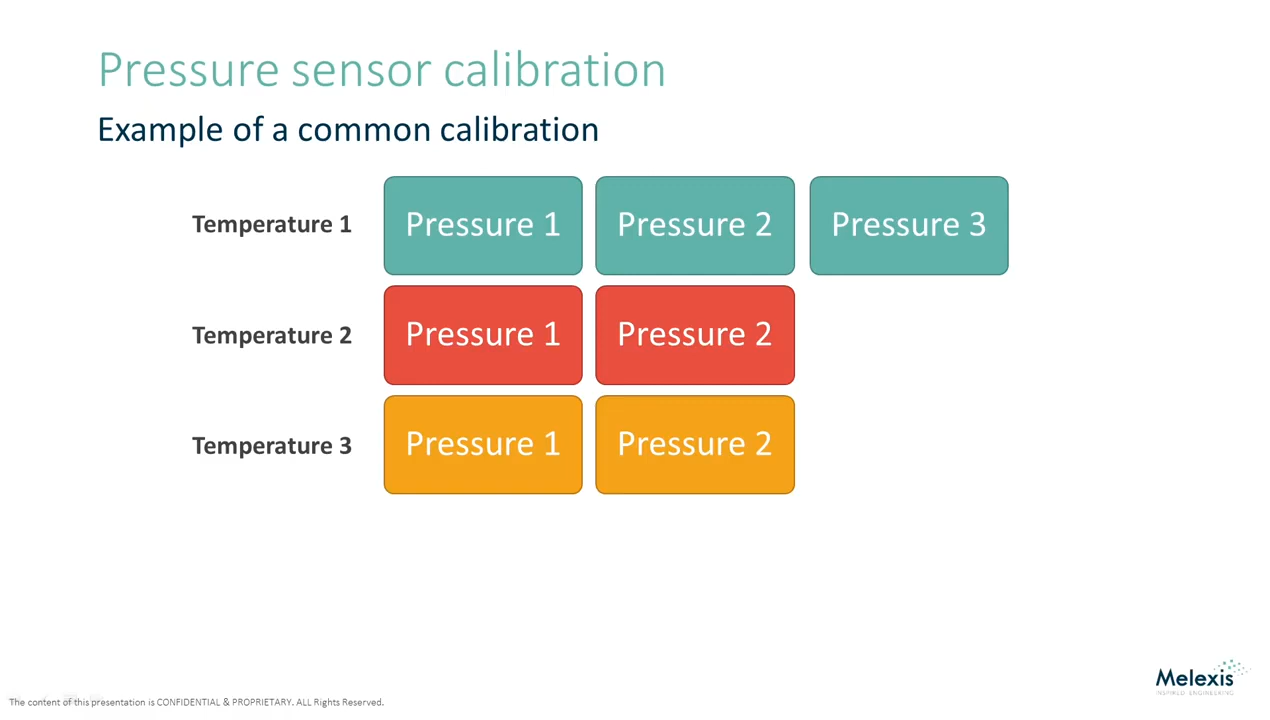 Pressure sensor calibration
Example of a common calibration
Temperature 1 Pressure 1 Pressure 2 Pressure 3
Temperature 2 Pressure 1 Pressure 2
Temperature 3 Pressure 1 Pressure 2
Melexis
INSPIRED ENGINEERING
The content of this presentation is CONFIDENTIAL & PROPRIETARY. ALL Rights Reserved.